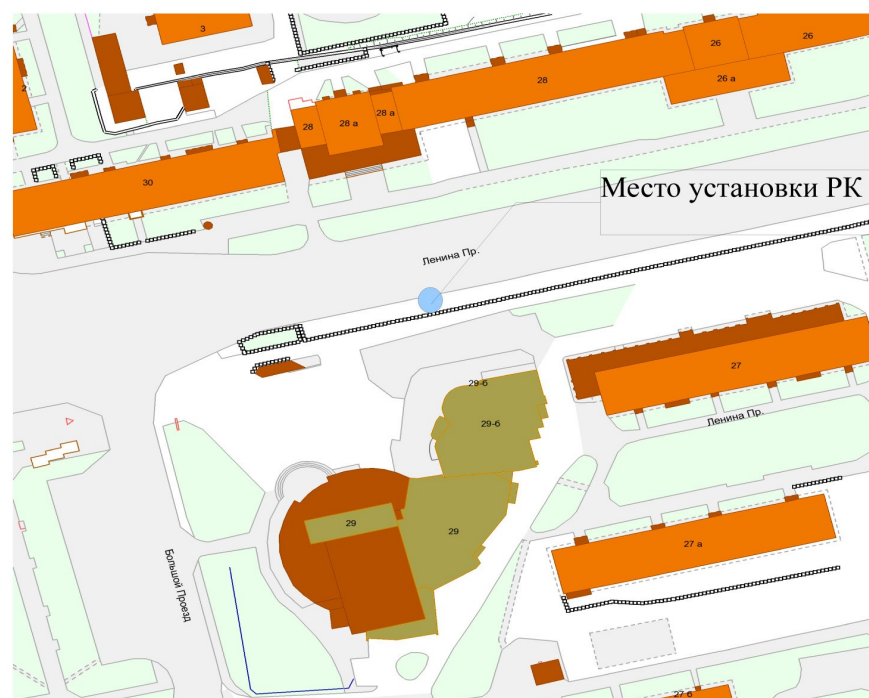 3
26
26
28
26 а
2
28 а
28 а
28
30
Место установки РК
Ленина Пр.
27
29-б
29-б
Ленина Пр.
29
29
27 а
Большой Проезд
27 б